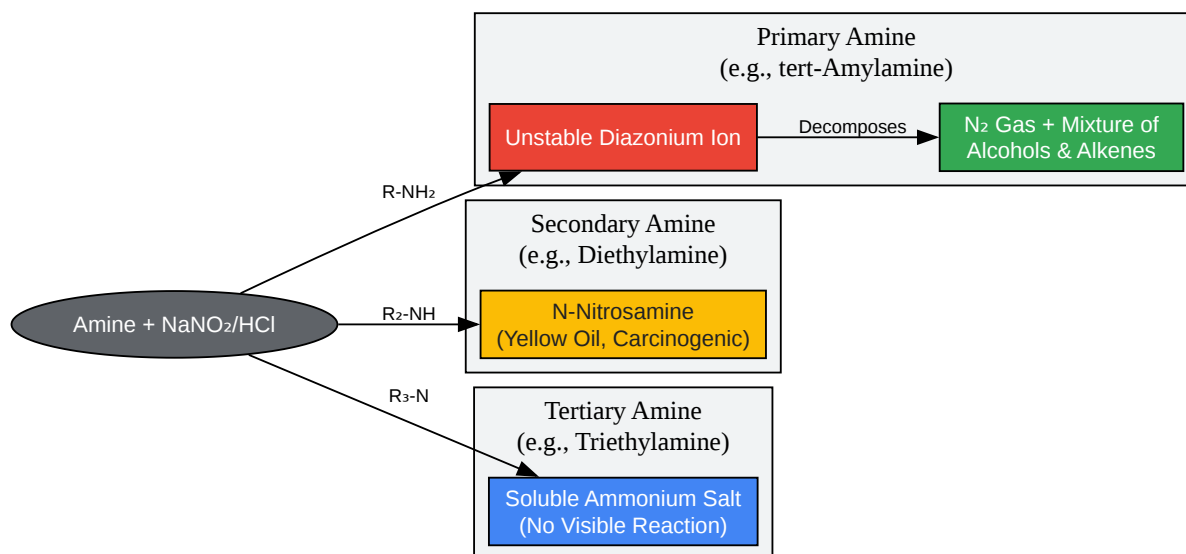 Primary Amine
(e.g., tert-Amylamine)
Unstable Diazonium Ion
Decomposes
N₂ Gas + Mixture of
Alcohols & Alkenes
R-NH₂
Secondary Amine
(e.g., Diethylamine)
Amine + NaNO₂/HCl
R₂-NH
N-Nitrosamine
(Yellow Oil, Carcinogenic)
R₃-N
Tertiary Amine
(e.g., Triethylamine)
Soluble Ammonium Salt
(No Visible Reaction)